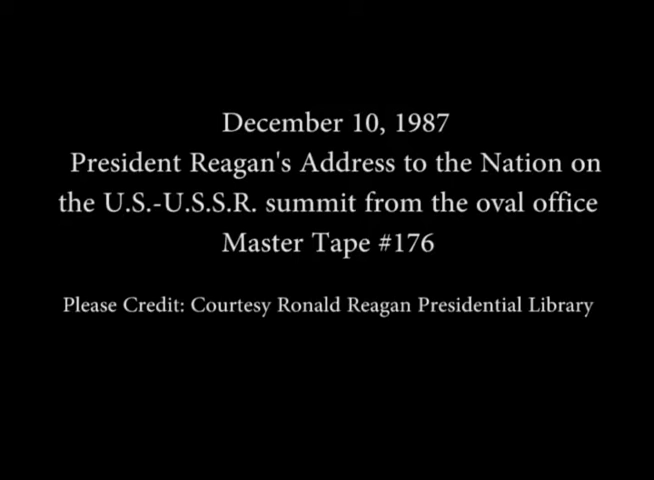 December 10, 1987
President Reagan's Address to the Nation on
the U.S.-U.S.S.R. summit from the oval office
Master Tape #176
Please Credit: Courtesy Ronald Reagan Presidential Library